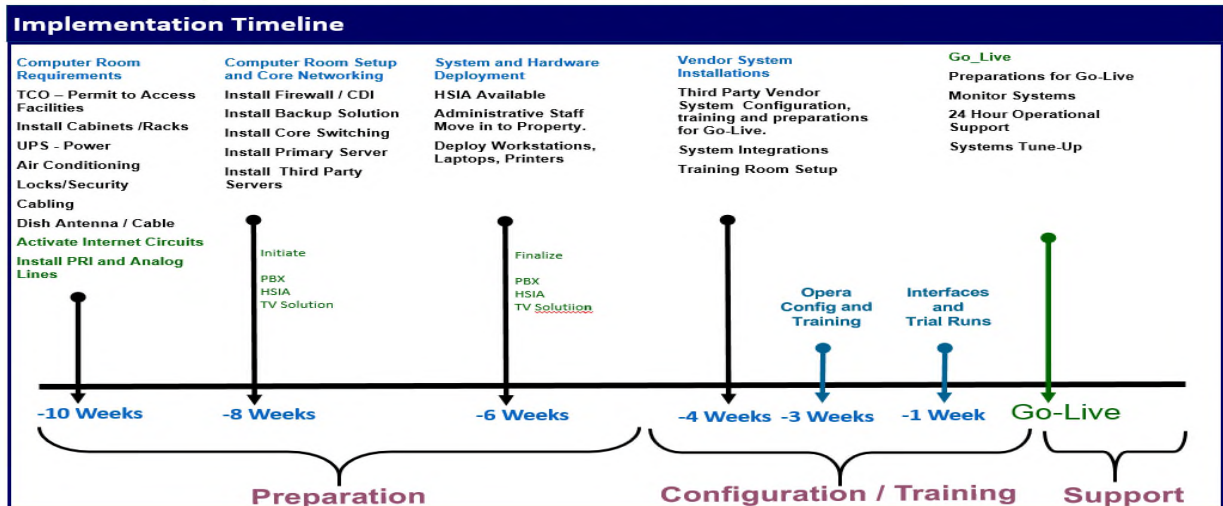 Implementation Timeline
Computer Room
Requirements
TCO – Permit to Access
Facilities
Install Cabinets /Racks
UPS - Power
Air Conditioning
Locks/Security
Cabling
Dish Antenna / Cable
Activate Internet Circuits
Install PRI and Analog
Lines
Computer Room Setup
and Core Networking
Install Firewall / CDI
Install Backup Solution
Install Core Switching
Install Primary Server
Install Third Party
Servers
Initiate
PBX
HSIA
TV Solution
System and Hardware
Deployment
HSIA Available
Administrative Staff
Move in to Property.
Deploy Workstations,
Laptops, Printers
Finalize
PBX
HSIA
TV Solutiion
Vendor System
Installations
Third Party Vendor
System Configuration,
training and preparations
for Go-Live.
System Integrations
Training Room Setup
Opera
Config and
Training
Interfaces
and
Trial Runs
Go_Live
Preparations for Go-Live
Monitor Systems
24 Hour Operational
Support
Systems Tune-Up
-10 Weeks
-8 Weeks
-6 Weeks
-4 Weeks
-3 Weeks
-1 Week
Go-Live
Preparation
Configuration / Training
Support